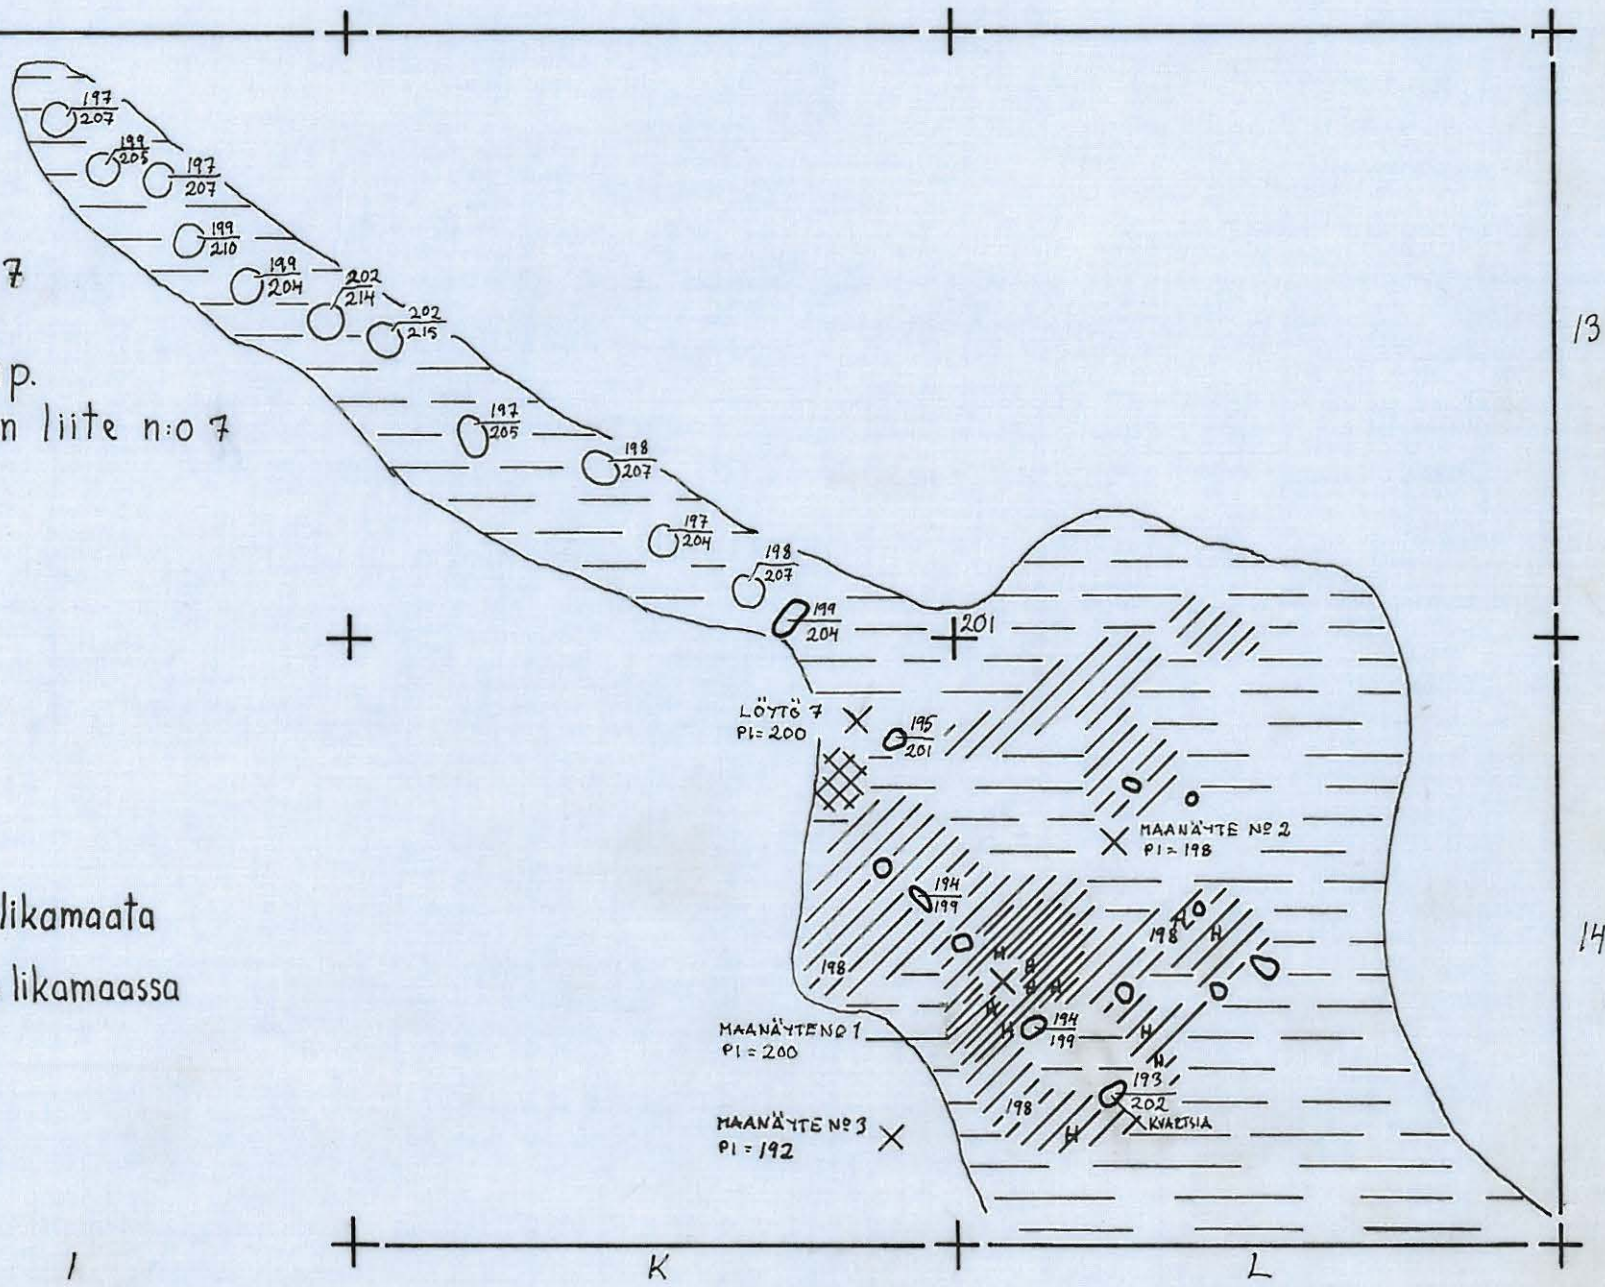 197
207
199
205
197
207
199
210
199
204
202
214
202
215
7
13
p.
n liite n:o 7
197
205
198
207
197
204
198
207
199
204
201
LÖYTÖ 7
PI=200
195
201
MAANÄYTE Nº 2
PI=198
likamaata
194
199
198
H
14
likamaassa
198
H
H
H
H
H
H
MAANÄYTE Nº 1
PI=200
194
199
H
H
193
202
KVARTSIA
198
H
MAANÄYTE Nº 3
PI=192
I
K
L